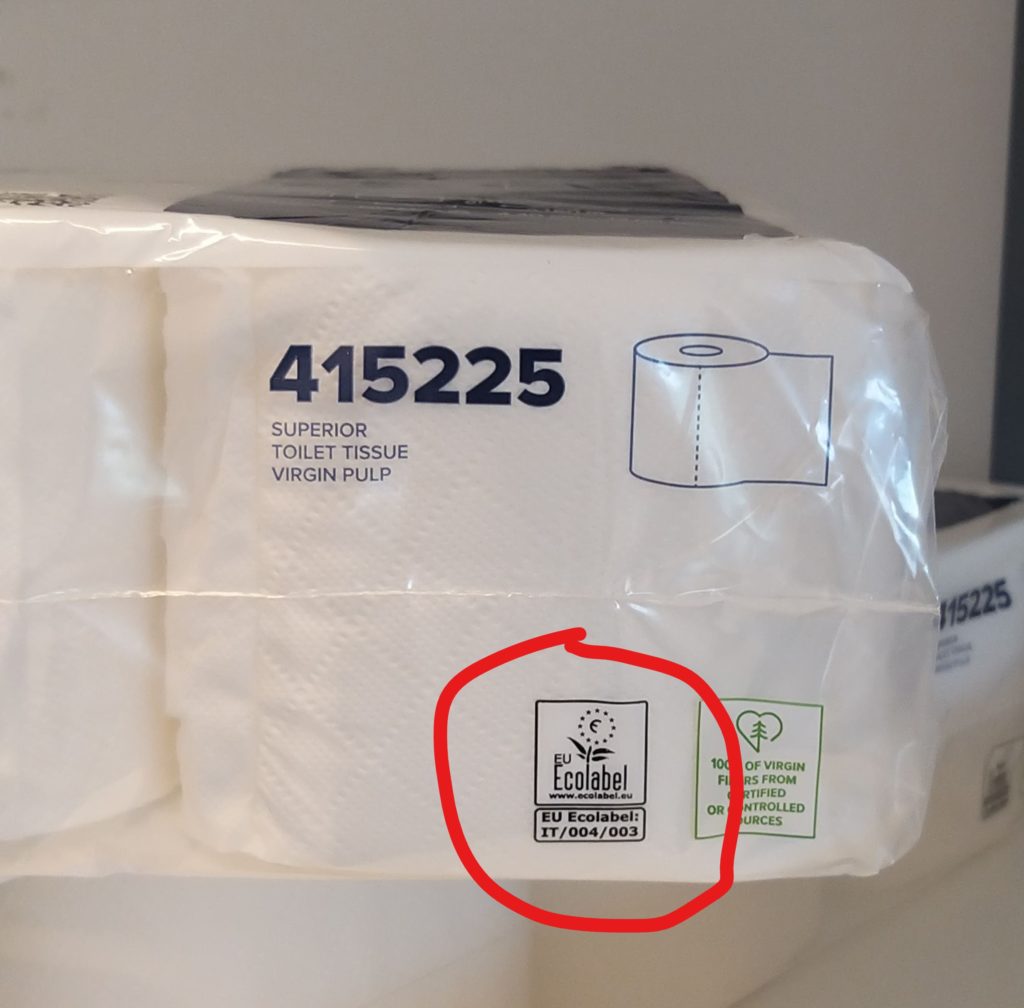 415225
SUPERIOR
TOILET TISSUE
VIRGIN PULP
EU
Ecolabel
www.ecolabel.eu
EU Ecolabel:
IT/004/003
OF VIRGIN
FROM
OR
415225